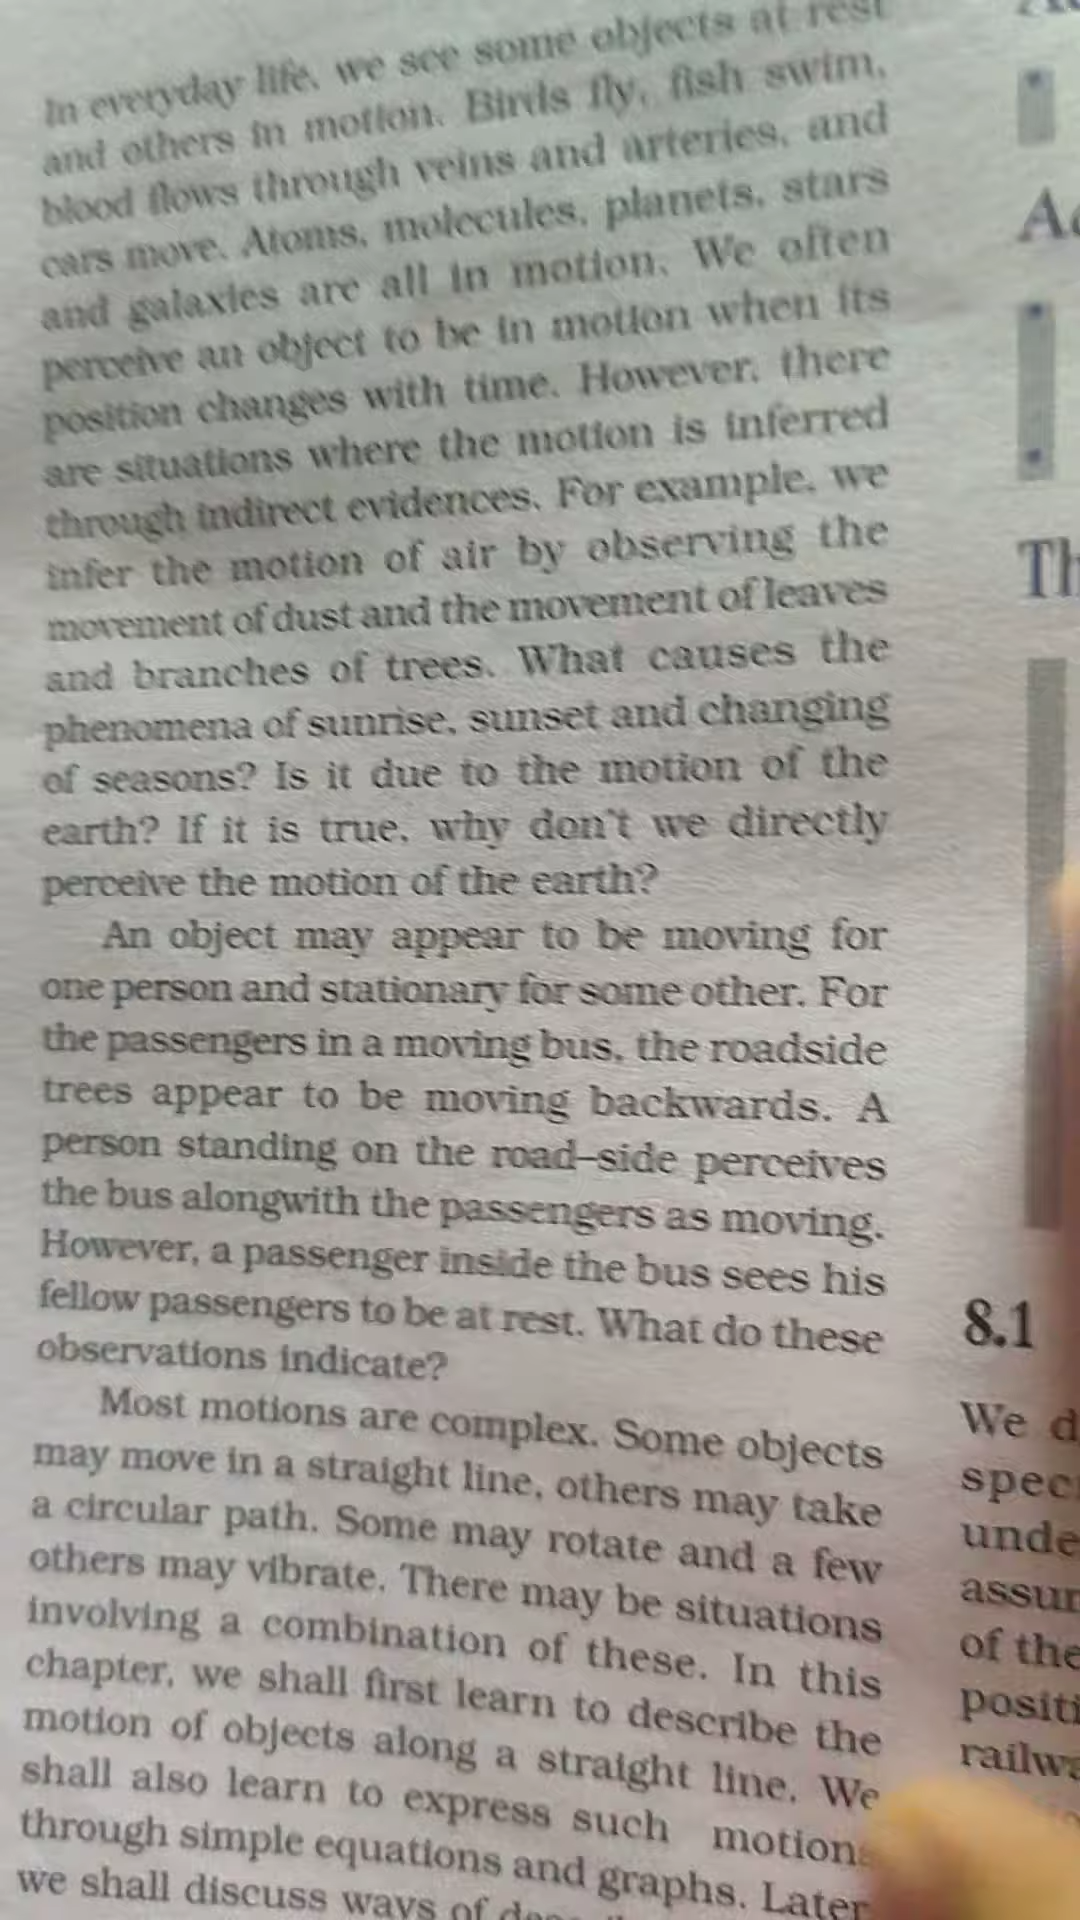 In everyday life, we see some objects at rest
and others in motion. Birds fly, fish swim,
blood flows through veins and arteries, and
cars move. Atoms, molecules, planets, stars
and galaxies are all in motion. We often
perceive an object to be in motion when its
position changes with time. However, there
are situations where the motion is inferred
through indirect evidences. For example, we
infer the motion of air by observing the
movement of dust and the movement of leaves
and branches of trees. What causes the
phenomena of sunrise, sunset and changing
of seasons? Is it due to the motion of the
earth? If it is true, why don't we directly
perceive the motion of the earth?
An object may appear to be moving for
one person and stationary for some other. For
the passengers in a moving bus, the roadside
trees appear to be moving backwards. A
person standing on the road–side perceives
the bus alongwith the passengers as moving.
However, a passenger inside the bus sees his
fellow passengers to be at rest. What do these
observations indicate?
Most motions are complex. Some objects
may move in a straight line, others may take
a circular path. Some may rotate and a few
others may vibrate. There may be situations
involving a combination of these. In this
chapter, we shall first learn to describe the
motion of objects along a straight line. We
shall also learn to express such motions
through simple equations and graphs. Later
we shall discuss ways of
Ac
Th
8.1
We d
spec
unde
assum
of the
positi
railwa